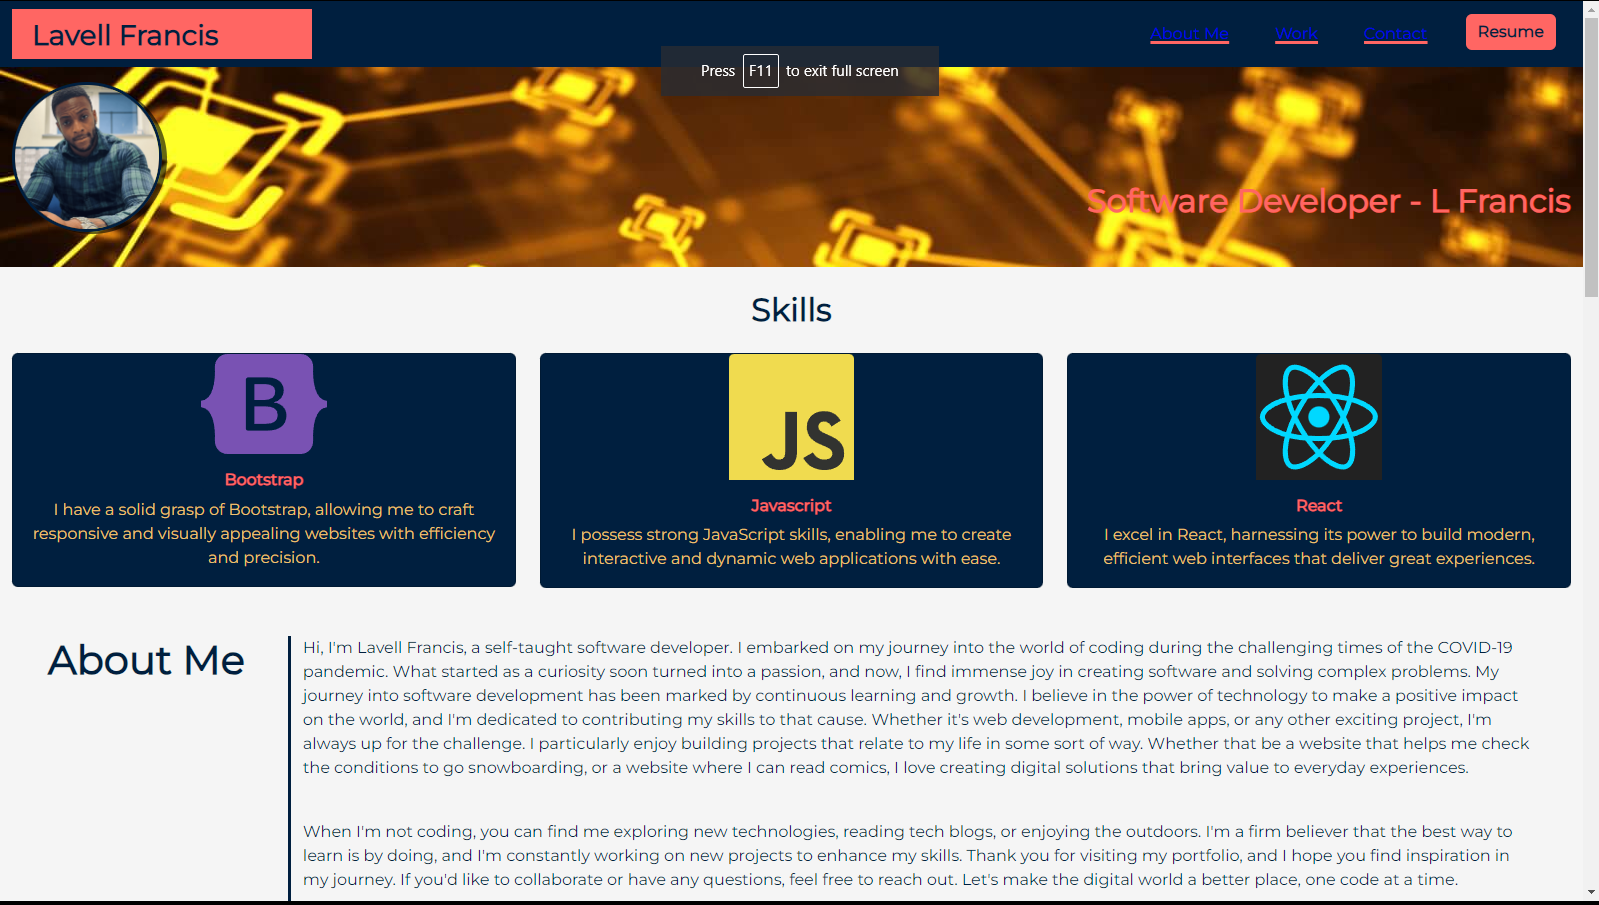 Lavell Francis
About Me Work Contact Resume
Press F11 to exit full screen
Software Developer - L Francis
Skills
B
JS
Bootstrap
I have a solid grasp of Bootstrap, allowing me to craft
responsive and visually appealing websites with efficiency
and precision.
Javascript
I possess strong JavaScript skills, enabling me to create
interactive and dynamic web applications with ease.
React
I excel in React, harnessing its power to build modern,
efficient web interfaces that deliver great experiences.
About Me
Hi, I'm Lavell Francis, a self-taught software developer. I embarked on my journey into the world of coding during the challenging times of the COVID-19
pandemic. What started as a curiosity soon turned into a passion, and now, I find immense joy in creating software and solving complex problems. My
journey into software development has been marked by continuous learning and growth. I believe in the power of technology to make a positive impact
on the world, and I'm dedicated to contributing my skills to that cause. Whether it's web development, mobile apps, or any other exciting project, I'm
always up for the challenge. I particularly enjoy building projects that relate to my life in some sort of way. Whether that be a website that helps me check
the conditions to go snowboarding, or a website where I can read comics, I love creating digital solutions that bring value to everyday experiences.
When I'm not coding, you can find me exploring new technologies, reading tech blogs, or enjoying the outdoors. I'm a firm believer that the best way to
learn is by doing, and I'm constantly working on new projects to enhance my skills. Thank you for visiting my portfolio, and I hope you find inspiration in
my journey. If you'd like to collaborate or have any questions, feel free to reach out. Let's make the digital world a better place, one code at a time.